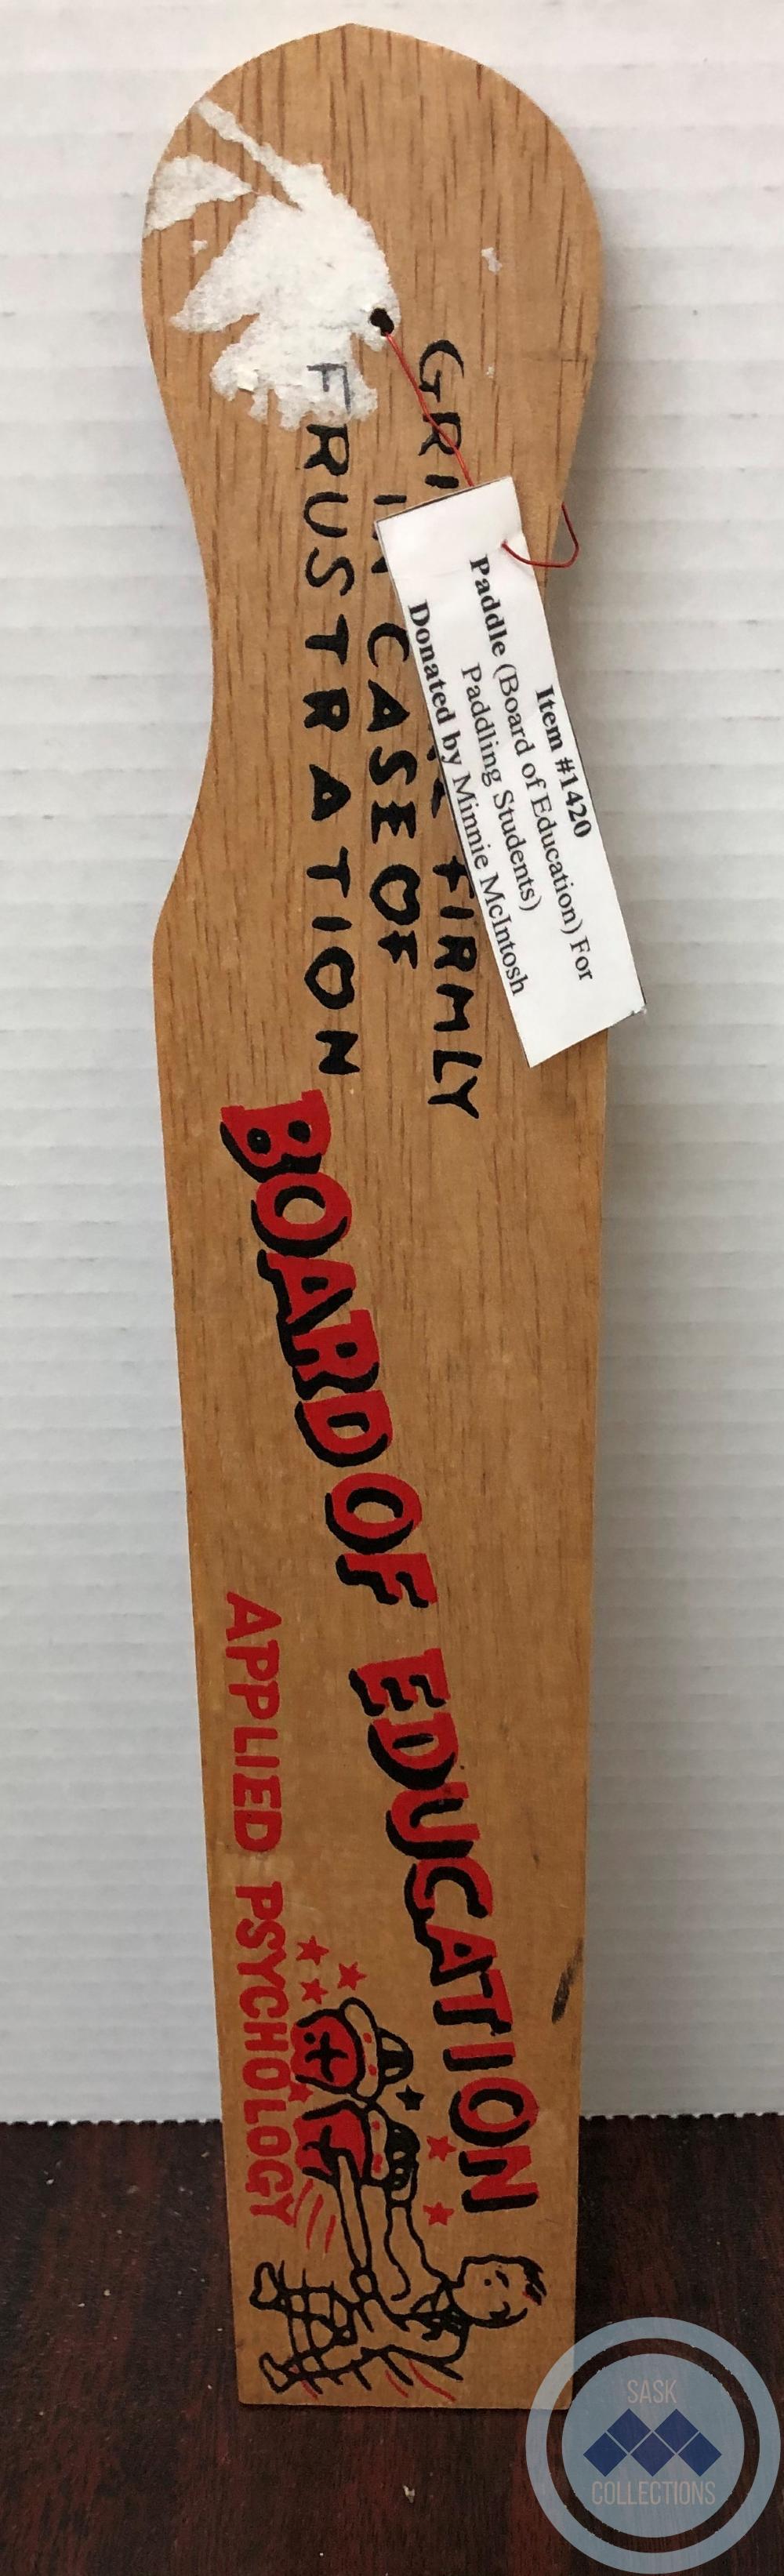 GRI
FIRMLY
IN CASE OF
FRUSTRATION
Item #1420
Paddle (Board of Education) For
Paddling Students)
Donated by Minnie McIntosh
BOARD OF EDUCATION
APPLIED PSYCHOLOGY
SASK
COLLECTIONS